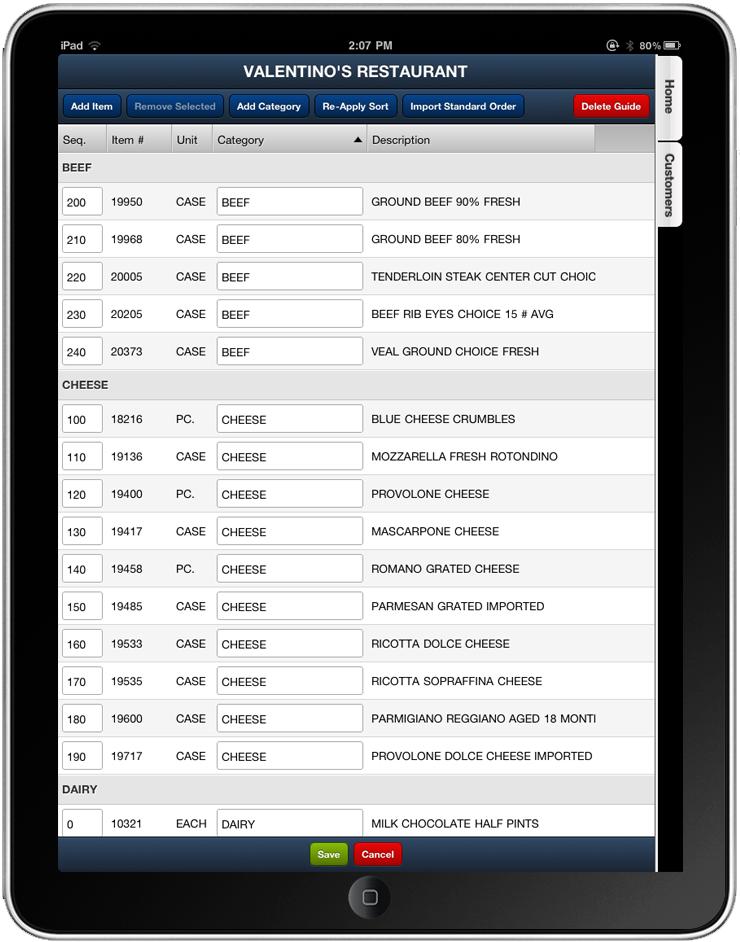 iPad 2:07 PM 80%
VALENTINO'S RESTAURANT
Home
Add Item Remove Selected Add Category Re-Apply Sort Import Standard Order Delete Guide
Seq. Item # Unit Category Description
Customers
BEEF
200 19950 CASE BEEF GROUND BEEF 90% FRESH
210 19968 CASE BEEF GROUND BEEF 80% FRESH
220 20005 CASE BEEF TENDERLOIN STEAK CENTER CUT CHOIC
230 20205 CASE BEEF BEEF RIB EYES CHOICE 15 # AVG
240 20373 CASE BEEF VEAL GROUND CHOICE FRESH
CHEESE
100 18216 PC. CHEESE BLUE CHEESE CRUMBLES
110 19136 CASE CHEESE MOZZARELLA FRESH ROTONDINO
120 19400 PC. CHEESE PROVOLONE CHEESE
130 19417 CASE CHEESE MASCARPONE CHEESE
140 19458 PC. CHEESE ROMANO GRATED CHEESE
150 19485 CASE CHEESE PARMESAN GRATED IMPORTED
160 19533 CASE CHEESE RICOTTA DOLCE CHEESE
170 19535 CASE CHEESE RICOTTA SOPRAFFINA CHEESE
180 19600 CASE CHEESE PARMIGIANO REGGIANO AGED 18 MONTI
190 19717 CASE CHEESE PROVOLONE DOLCE CHEESE IMPORTED
DAIRY
0 10321 EACH DAIRY MILK CHOCOLATE HALF PINTS
Save Cancel